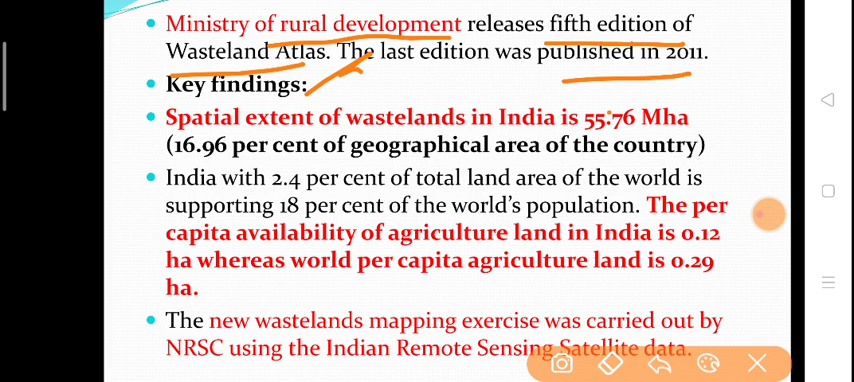 Ministry of rural development releases fifth edition of
Wasteland Atlas. The last edition was published in 2011.
Key findings:
Spatial extent of wastelands in India is 55.76 Mha
(16.96 per cent of geographical area of the country)
India with 2.4 per cent of total land area of the world is
supporting 18 per cent of the world's population. The per
capita availability of agriculture land in India is 0.12
ha whereas world per capita agriculture land is 0.29
ha.
The new wastelands mapping exercise was carried out by
NRSC using the Indian Remote Sensing Satellite data.